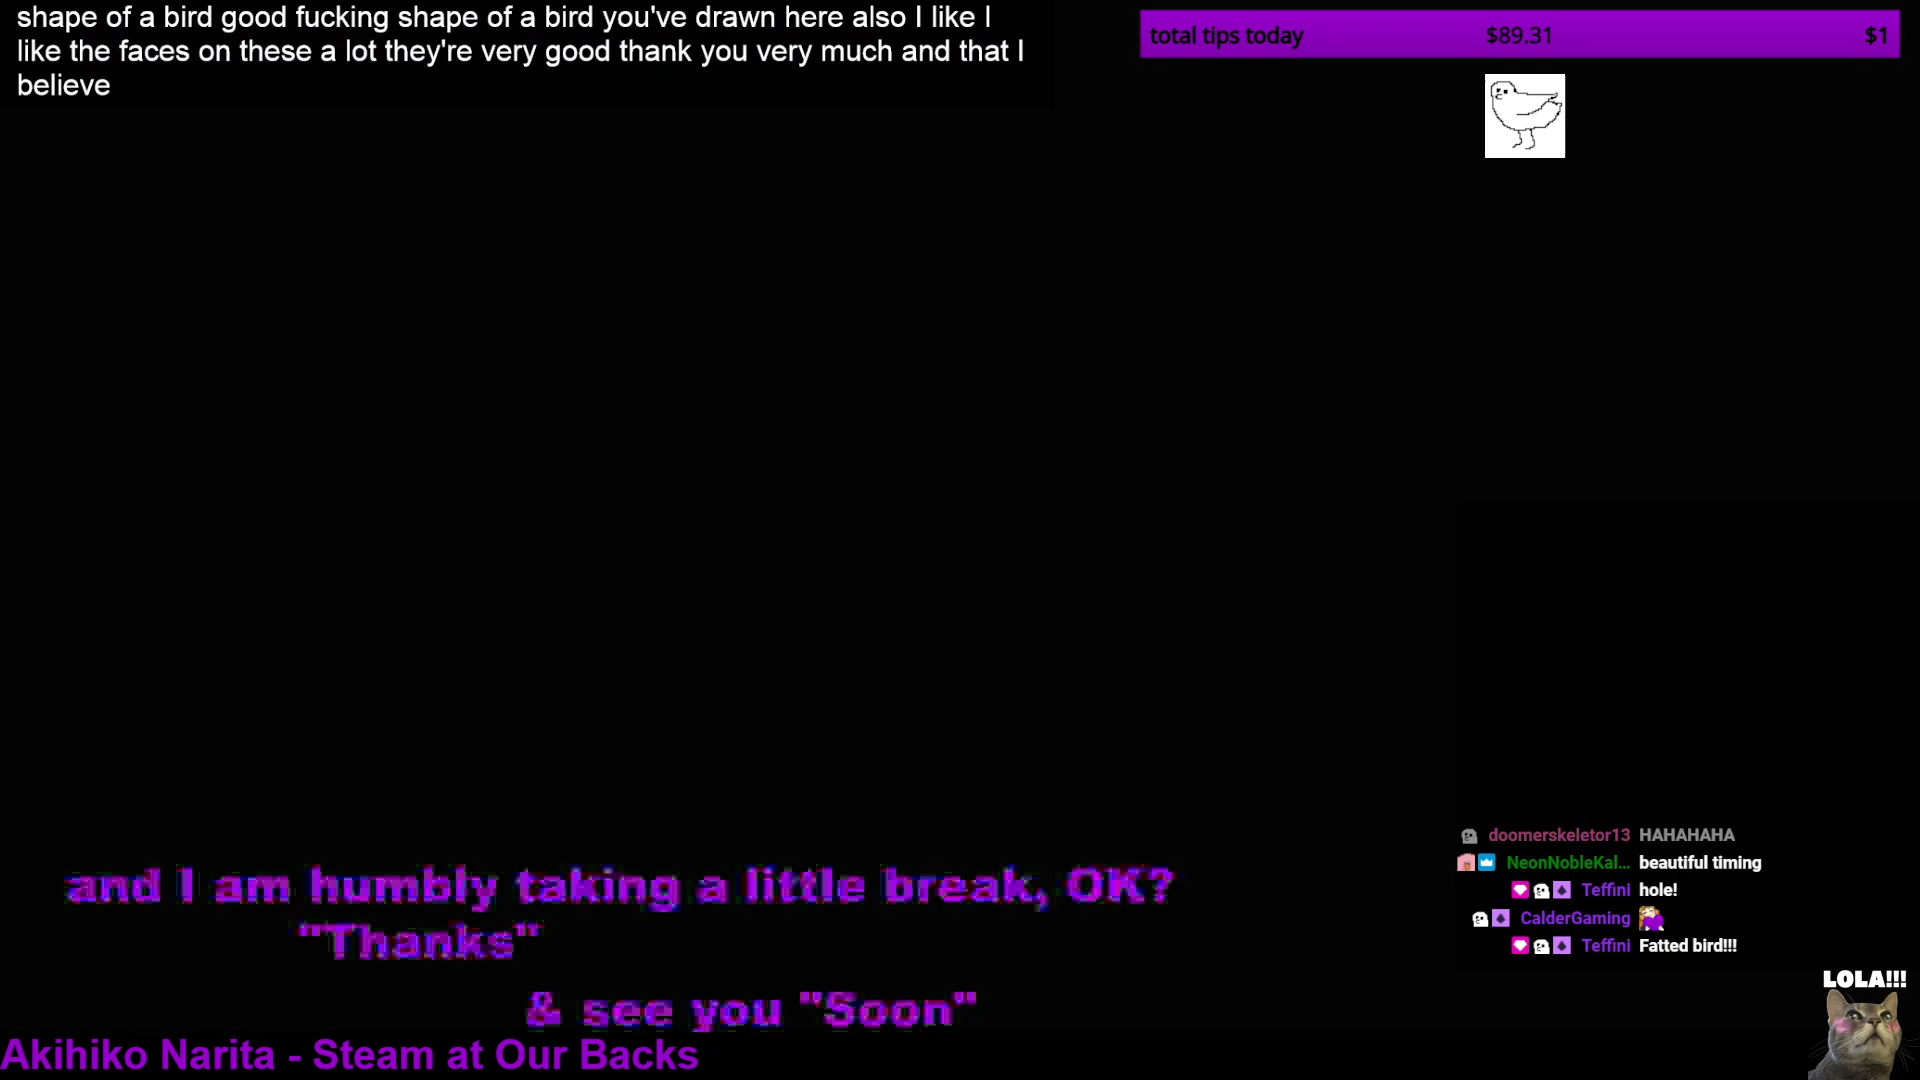 shape of a bird good fucking shape of a bird you've drawn here also I like I
like the faces on these a lot they're very good thank you very much and that I
believe
total tips today $89.31 $1
doomerskeletor13 HAHAHAHA
NeonNobleKal... beautiful timing
Teffini hole!
CalderGaming
Teffini Fatted bird!!!
and I am humbly taking a little break, OK?
"Thanks"
& see you "Soon"
LOLA!!!
Akihiko Narita - Steam at Our Backs